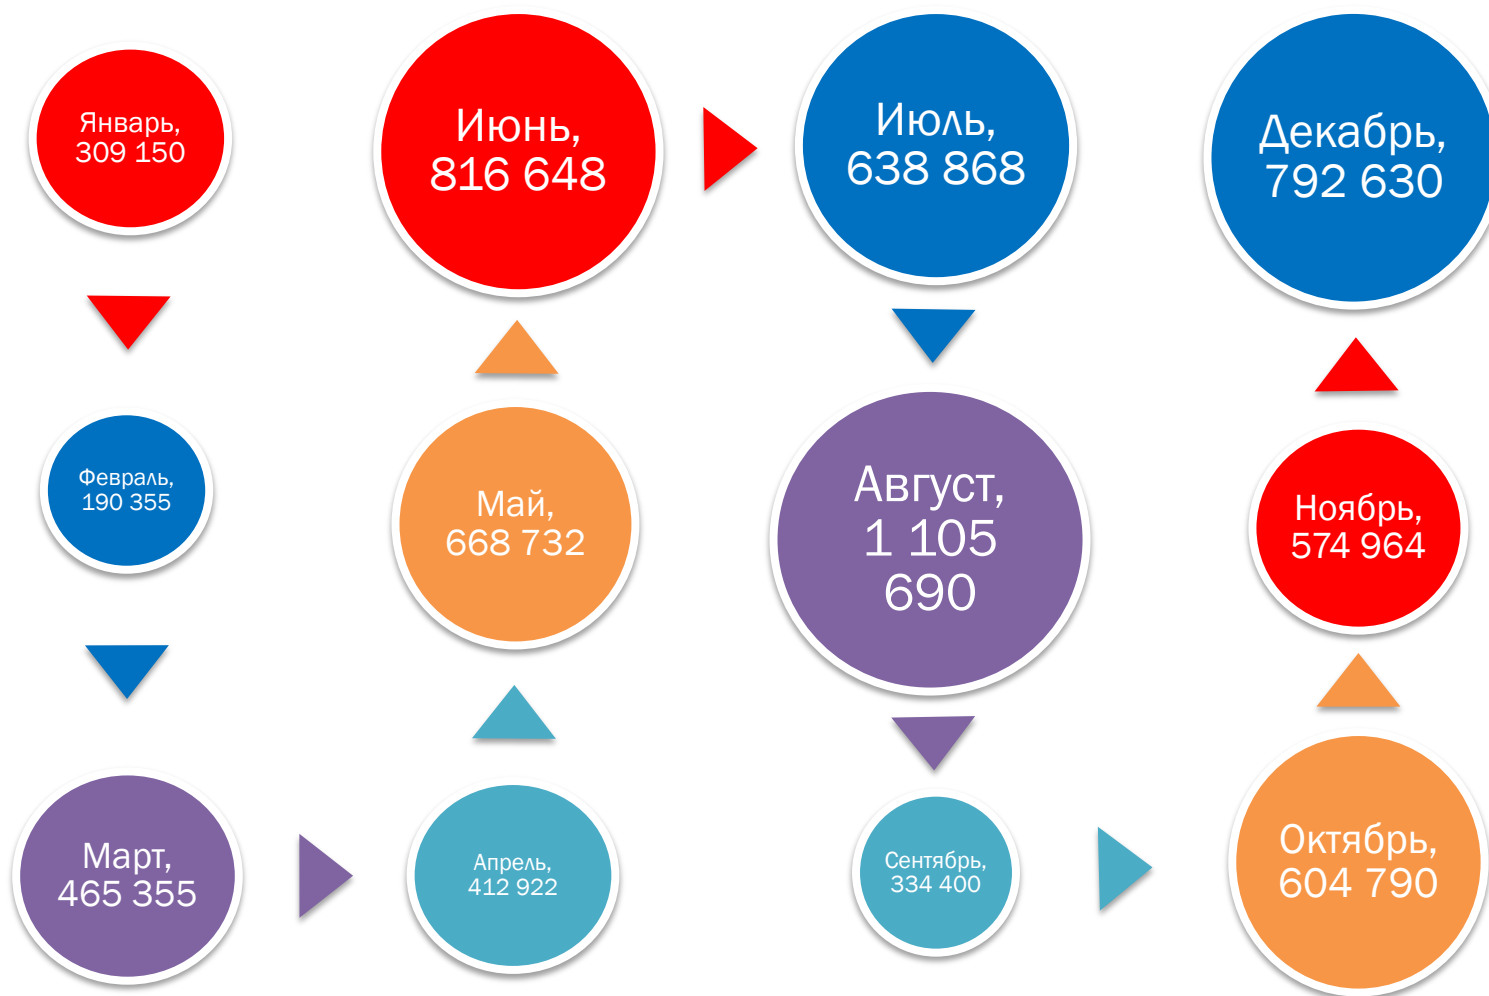 Январь,
309 150
Февраль,
190 355
Март,
465 355
Апрель,
412 922
Май,
668 732
Июнь,
816 648
Июль,
638 868
Август,
1 105
690
Сентябрь,
334 400
Октябрь,
604 790
Ноябрь,
574 964
Декабрь,
792 630